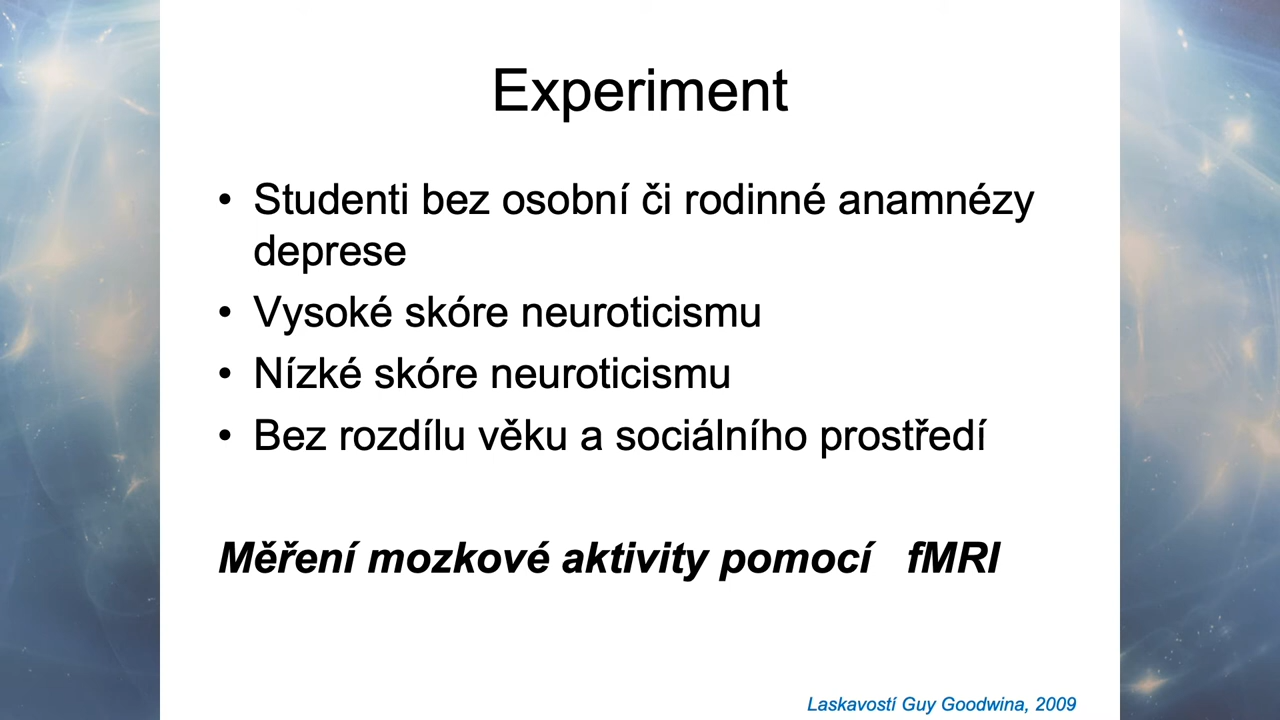 Experiment
• Studenti bez osobní či rodinné anamnézy
deprese
• Vysoké skóre neuroticismu
• Nízké skóre neuroticismu
• Bez rozdílu věku a sociálního prostředí
Měření mozkové aktivity pomocí fMRI
Laskavostí Guy Goodwina, 2009